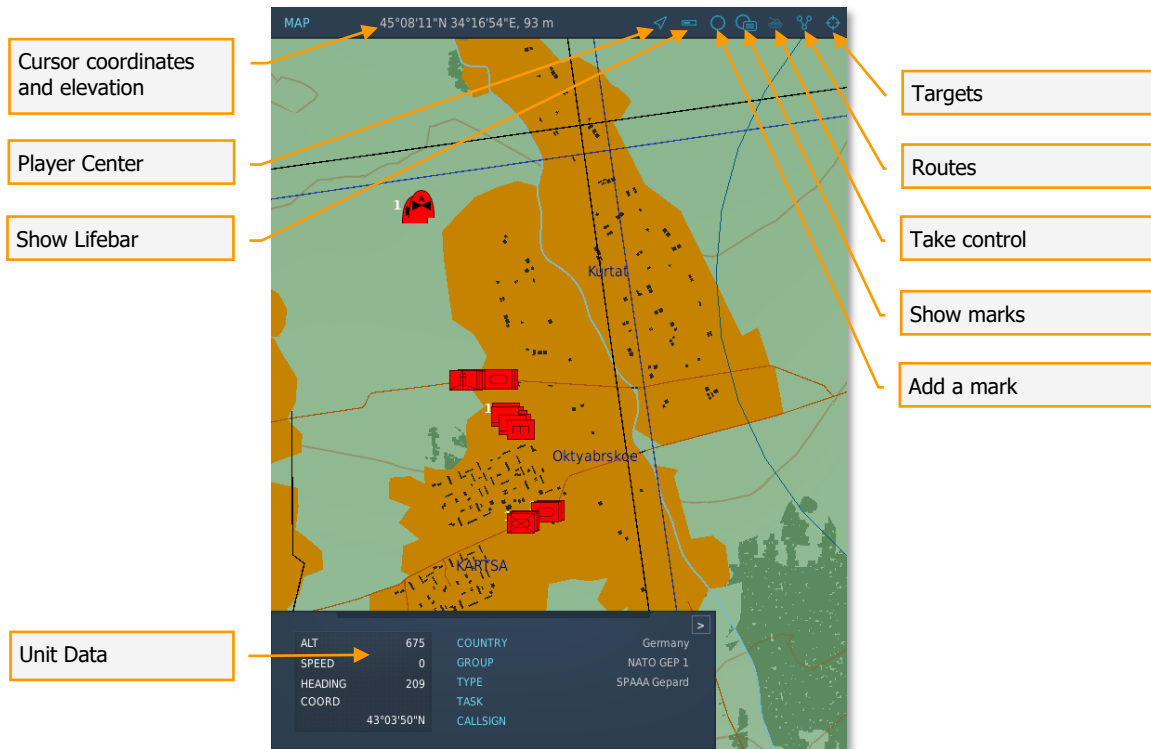 MAP
45°08'11"N 34°16'54"E, 93 m
Cursor coordinates
and elevation
Player Center
Show Lifebar
Targets
Routes
Take control
Show marks
Add a mark
1
A
Kurtat
1
E
Oktyabrskoe
KARTSA
Unit Data
>
ALT 675
SPEED 0
HEADING 209
COORD
43°03'50"N
COUNTRY Germany
GROUP NATO GEP 1
TYPE SPAAA Gepard
TASK
CALLSIGN